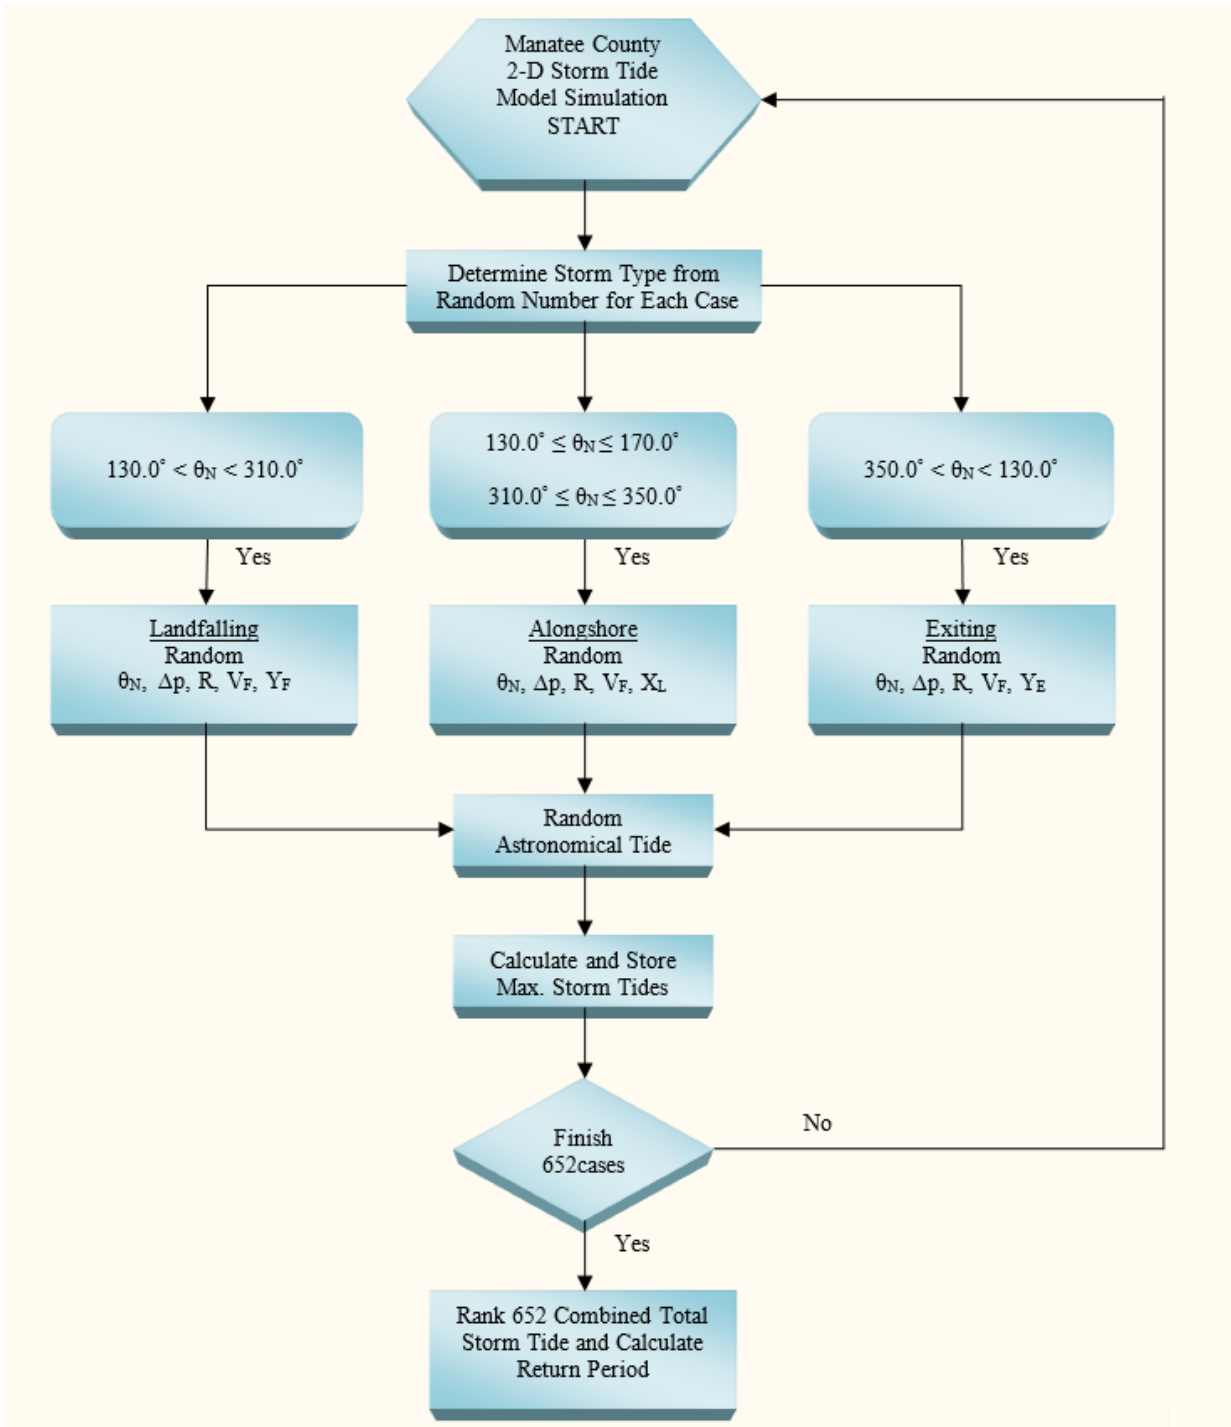 Manatee County
2-D Storm Tide
Model Simulation
START
Determine Storm Type from
Random Number for Each Case
130.0˚ < θN < 310.0˚
130.0˚ ≤ θN ≤ 170.0˚
310.0˚ ≤ θN ≤ 350.0˚
350.0˚ < θN < 130.0˚
Yes
Yes
Yes
Landfalling
Random
θN, Δp, R, VF, YF
Alongshore
Random
θN, Δp, R, VF, XL
Exiting
Random
θN, Δp, R, VF, YE
Random
Astronomical Tide
Calculate and Store
Max. Storm Tides
Finish
652cases
No
Yes
Rank 652 Combined Total
Storm Tide and Calculate
Return Period